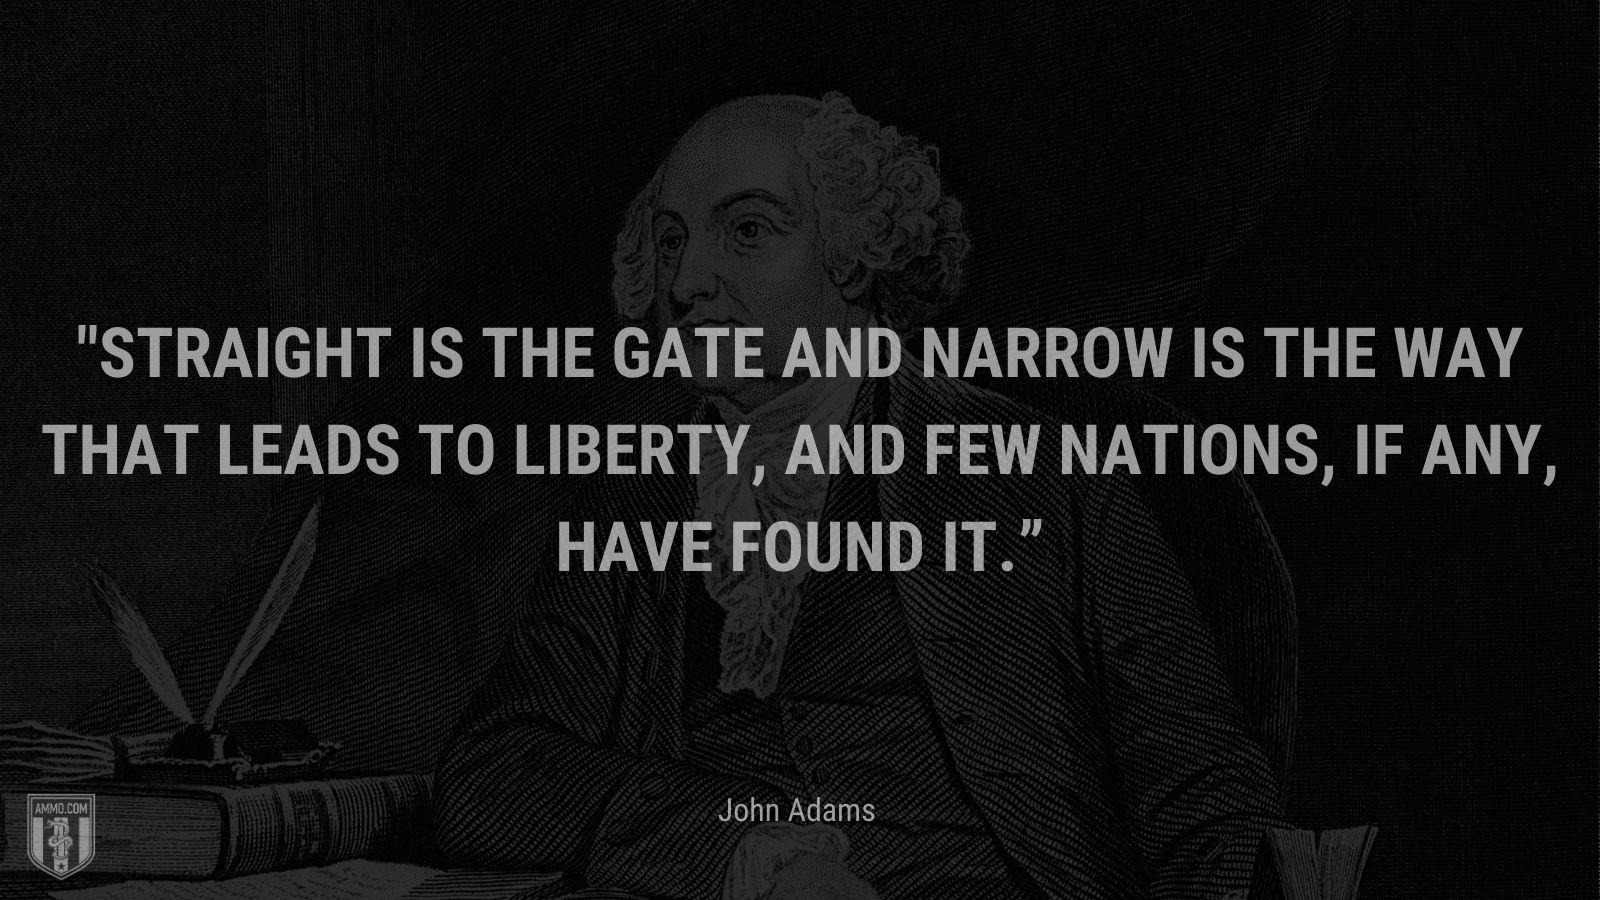 "STRAIGHT IS THE GATE AND NARROW IS THE WAY
THAT LEADS TO LIBERTY, AND FEW NATIONS, IF ANY,
HAVE FOUND IT.”
John Adams
AMMO.COM